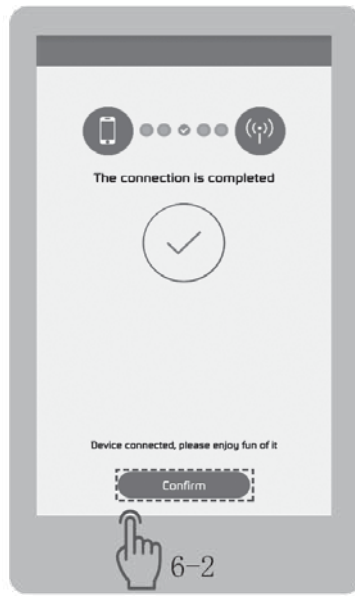 The connection is completed
Device connected, please enjoy fun of it
Confirm
6-2